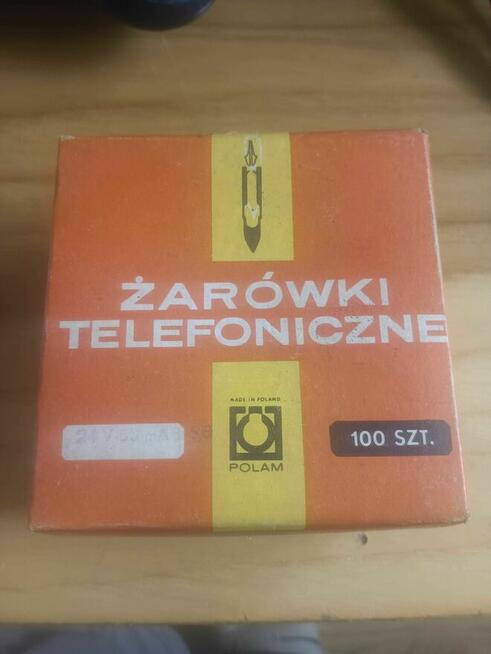 ŻARÓWKI
TELEFONICZNE
MADE IN POLAND
POLAM
100 SZT.